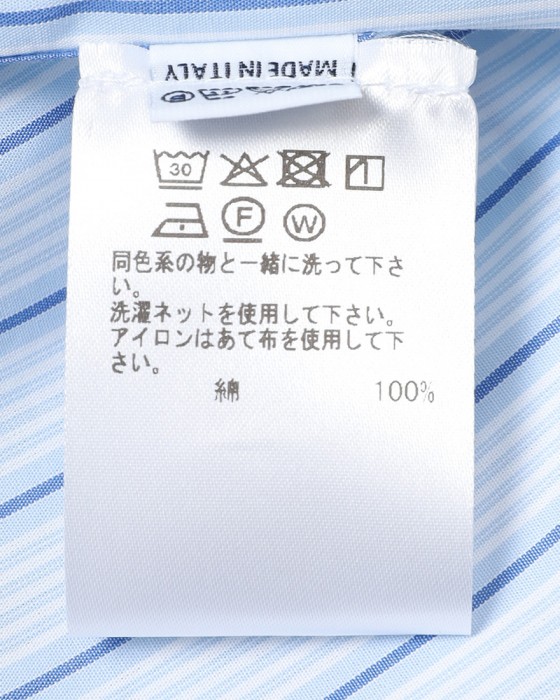 MADE IN ITALY
30
F W
同色系の物と一緒に洗って下さ
い。
洗濯ネットを使用して下さい。
アイロンはあて布を使用して下
さい。
綿 100%